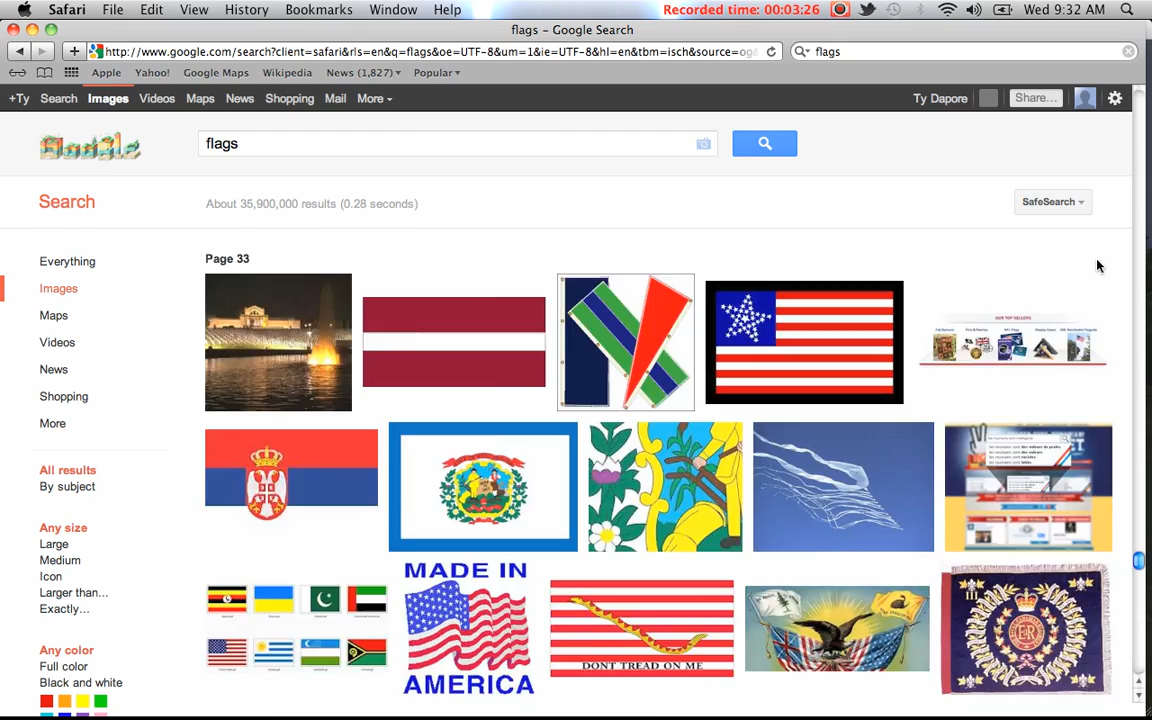 Safari File Edit View History Bookmarks Window Help Recorded time: 00:03:26 Wed 9:32 AM
flags – Google Search
http://www.google.com/search?client=safari&rls=en&q=flags&oe=UTF-8&um=1&ie=UTF-8&hl=en&tbm=isch&source=og flags
Apple Yahoo! Google Maps Wikipedia News (1,827) Popular
+Ty Search Images Videos Maps News Shopping Mail More Ty Dapore Share...
flags
Search About 35,900,000 results (0.28 seconds) SafeSearch
Page 33
Everything
Images
Maps
Videos
News
Shopping
More
All results
By subject
Any size
Large
Medium
Icon
Larger than...
Exactly...
Any color
Full color
Black and white
OUR TOP SELLERS
MADE IN
AMERICA
DONT TREAD ON ME
III